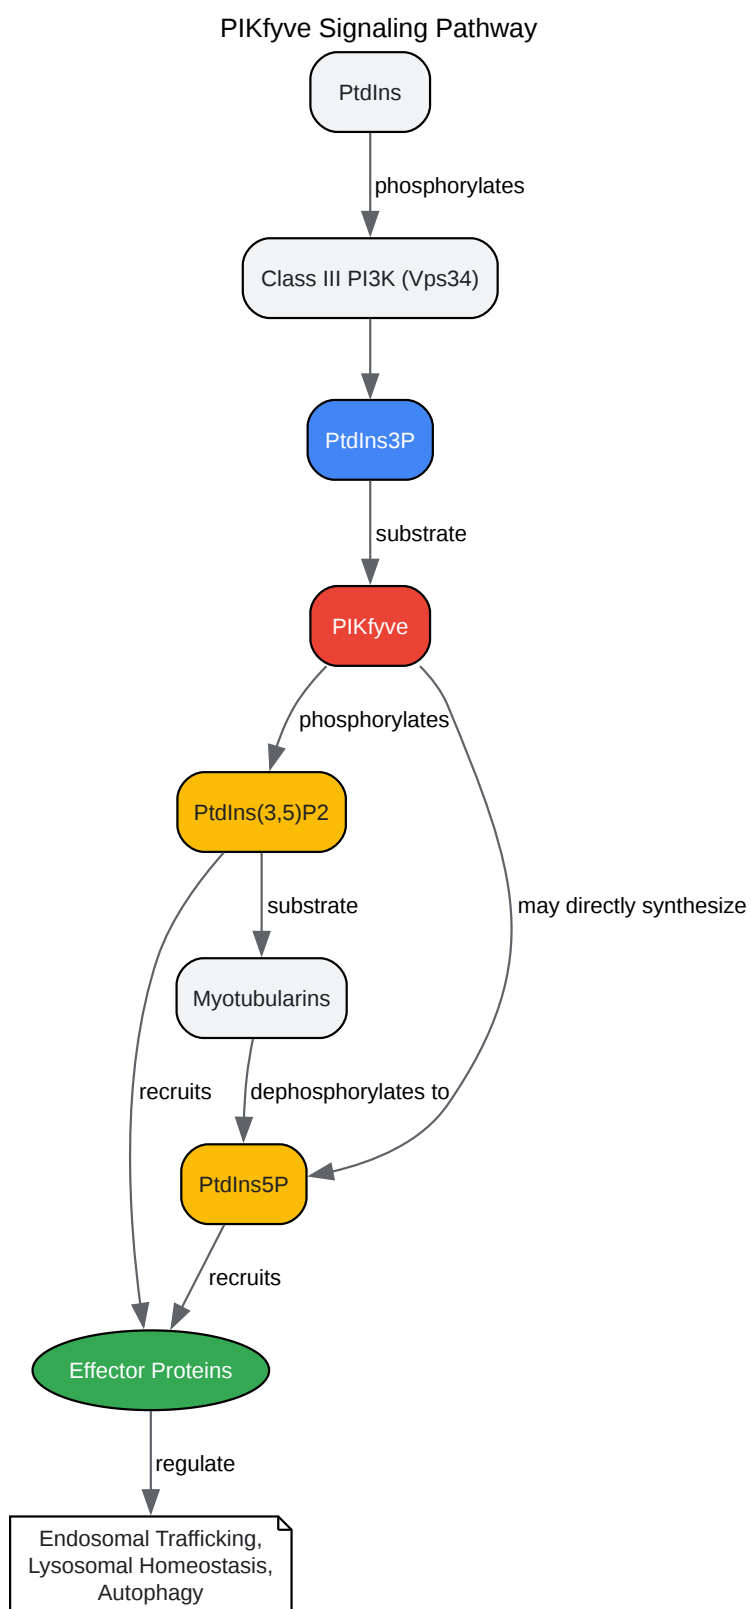 PIKfyve Signaling Pathway
PtdIns
phosphorylates
Class III PI3K (Vps34)
PtdIns3P
substrate
PIKfyve
phosphorylates
PtdIns(3,5)P2
substrate
may directly synthesize
Myotubularins
recruits
dephosphorylates to
PtdIns5P
recruits
Effector Proteins
regulate
Endosomal Trafficking,
Lysosomal Homeostasis,
Autophagy